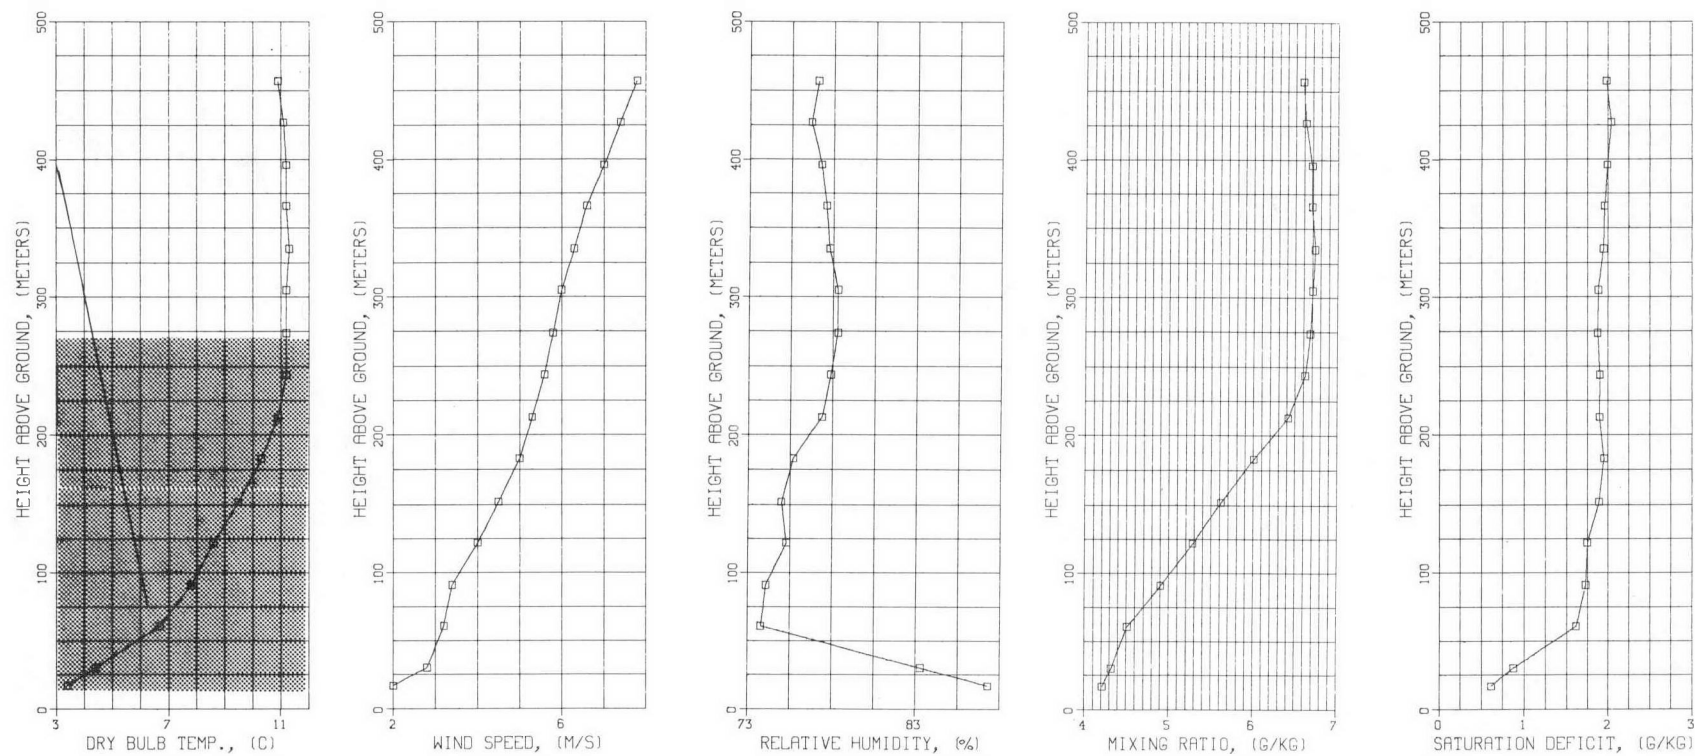 500
400
300
200
100
0
HEIGHT ABOVE GROUND, (METERS)
3 7 11
DRY BULB TEMP., (C)
500
400
300
200
100
0
HEIGHT ABOVE GROUND, (METERS)
2 6
WIND SPEED, (M/S)
500
400
300
200
100
0
HEIGHT ABOVE GROUND, (METERS)
73 83
RELATIVE HUMIDITY, (%)
500
400
300
200
100
0
HEIGHT ABOVE GROUND, (METERS)
4 5 6 7
MIXING RATIO, (G/KG)
500
400
300
200
100
0
HEIGHT ABOVE GROUND, (METERS)
0 1 2 3
SATURATION DEFICIT, (G/KG)